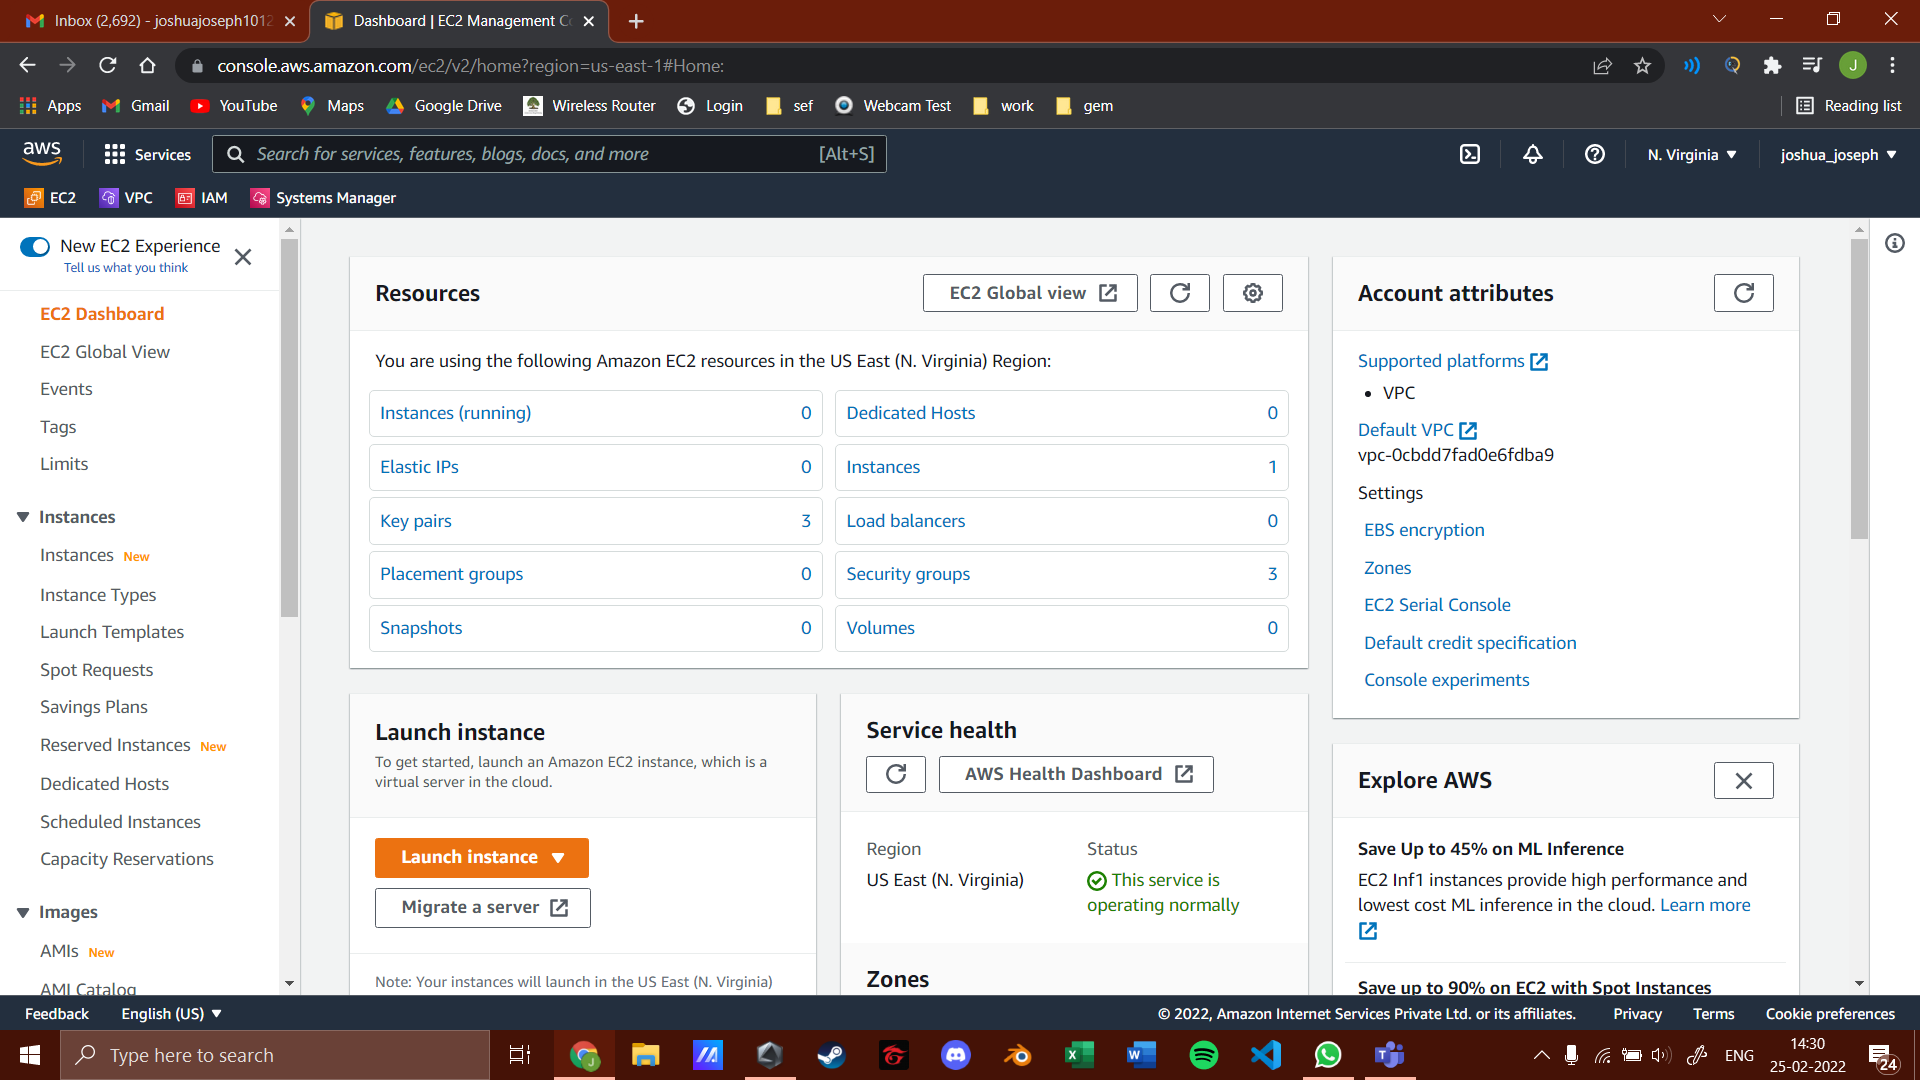 Inbox (2,692) - joshuajoseph1012
Dashboard | EC2 Management Co
console.aws.amazon.com/ec2/v2/home?region=us-east-1#Home:
J
Apps
Gmail
YouTube
Maps
Google Drive
Wireless Router
Login
sef
Webcam Test
work
gem
Reading list
aws
Services
Search for services, features, blogs, docs, and more
[Alt+S]
N. Virginia
joshua_joseph
EC2
VPC
IAM
Systems Manager
New EC2 Experience
Tell us what you think
EC2 Dashboard
EC2 Global View
Events
Tags
Limits
Instances
Instances New
Instance Types
Launch Templates
Spot Requests
Savings Plans
Reserved Instances New
Dedicated Hosts
Scheduled Instances
Capacity Reservations
Images
AMIs New
AMI Catalog
Resources
EC2 Global view
You are using the following Amazon EC2 resources in the US East (N. Virginia) Region:
Instances (running) 0
Dedicated Hosts 0
Elastic IPs 0
Instances 1
Key pairs 3
Load balancers 0
Placement groups 0
Security groups 3
Snapshots 0
Volumes 0
Launch instance
To get started, launch an Amazon EC2 instance, which is a
virtual server in the cloud.
Launch instance
Migrate a server
Note: Your instances will launch in the US East (N. Virginia)
Service health
AWS Health Dashboard
Region
Status
US East (N. Virginia)
This service is
operating normally
Zones
Account attributes
Supported platforms
VPC
Default VPC
vpc-0cbdd7fad0e6fdba9
Settings
EBS encryption
Zones
EC2 Serial Console
Default credit specification
Console experiments
Explore AWS
Save Up to 45% on ML Inference
EC2 Inf1 instances provide high performance and
lowest cost ML inference in the cloud. Learn more
Save up to 90% on EC2 with Spot Instances
Feedback
English (US)
© 2022, Amazon Internet Services Private Ltd. or its affiliates.
Privacy
Terms
Cookie preferences
Type here to search
ENG
14:30
25-02-2022
24